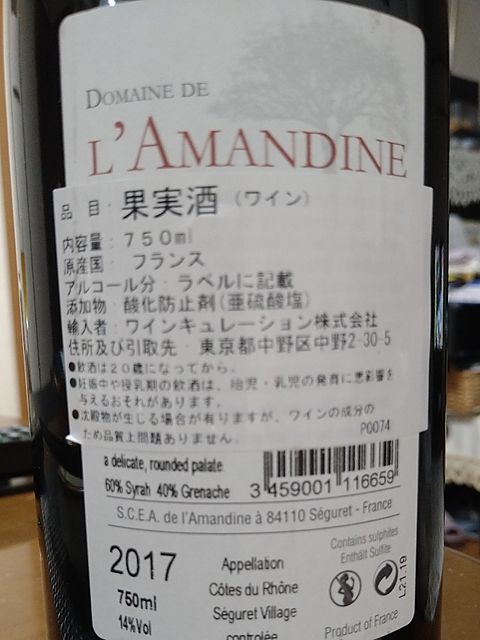 DOMAINE DE
L'AMANDINE
品　目：果実酒（ワイン）
内容量：７５０ml
原産国：フランス
アルコール分：ラベルに記載
添加物：酸化防止剤(亜硫酸塩)
輸入者：ワインキュレーション株式会社
住所及び引取先：東京都中野区中野2-30-5
●飲酒は２０歳になってから。
●妊娠中や授乳期の飲酒は、胎児・乳児の発育に悪影響を
与えるおそれがあります。
●沈殿物が生じる場合が有りますが、ワインの成分の
ため品質上問題ありません。
P0074
a delicate, rounded palate
60% Syrah 40% Grenache
3 459001 116659
S.C.E.A. de l'Amandine à 84110 Séguret - France
2017
750ml
14%Vol
Appellation
Côtes du Rhône
Séguret Village
controlée
Contains sulphites
Enthält Sulfite
L21.19
Product of France